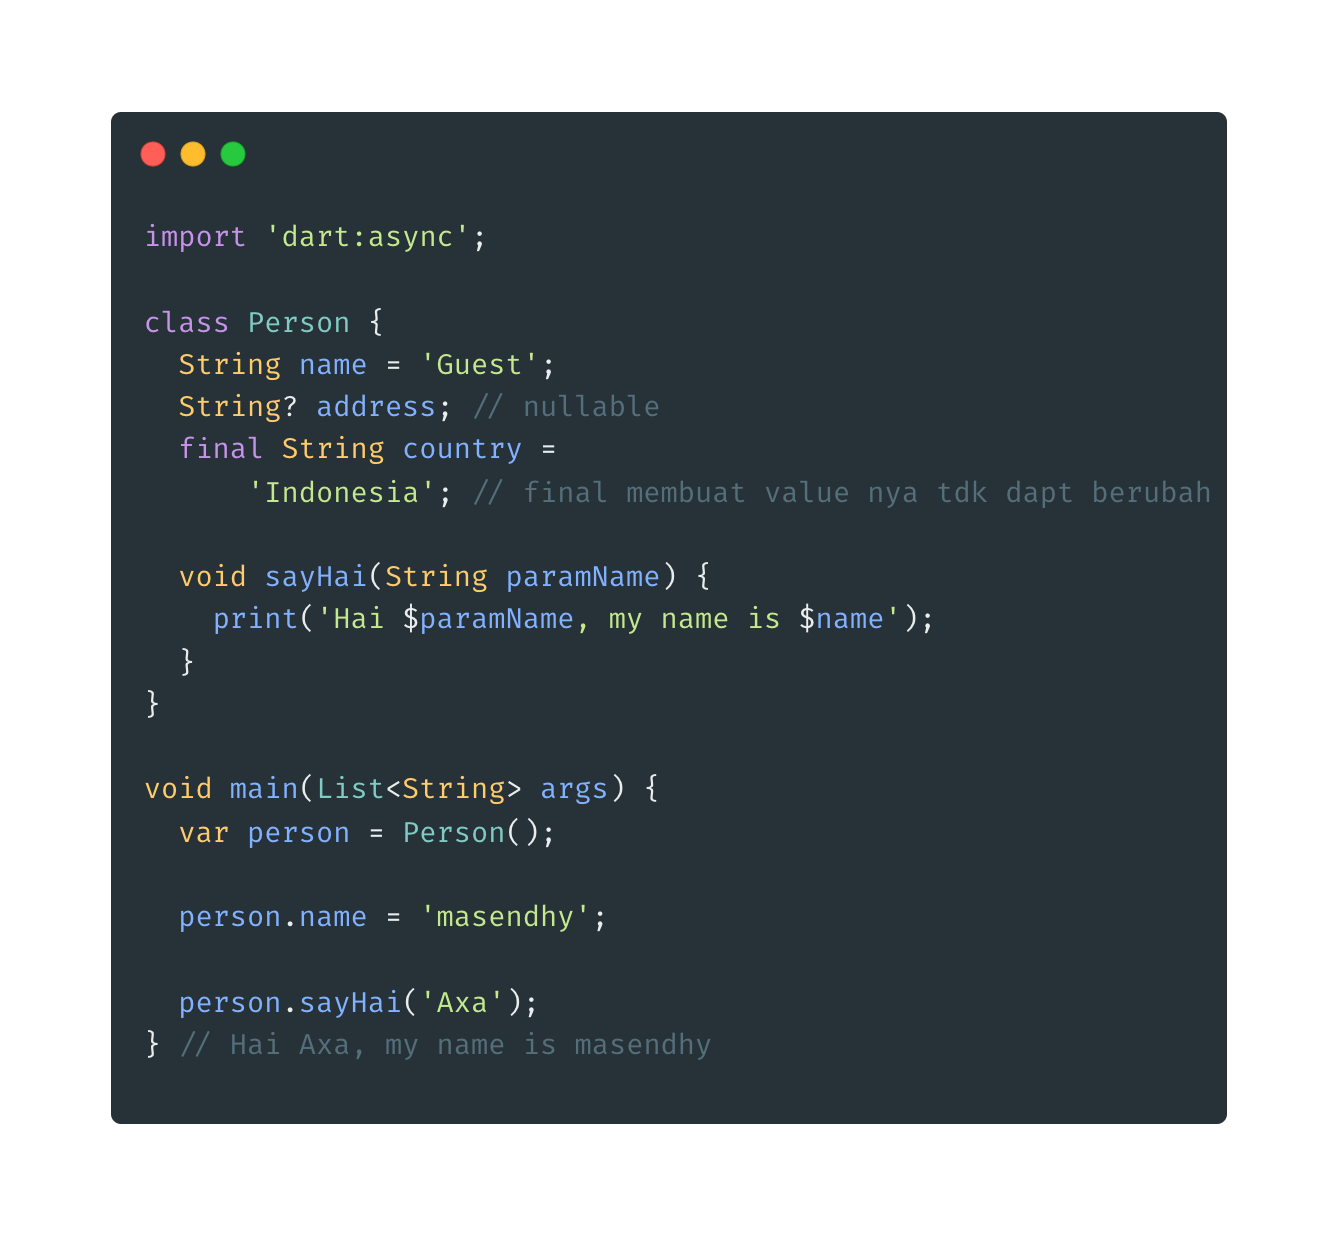 import 'dart:async';

class Person {
  String name = 'Guest';
  String? address; // nullable
  final String country =
      'Indonesia'; // final membuat value nya tdk dapt berubah

  void sayHai(String paramName) {
    print('Hai $paramName, my name is $name');
  }
}

void main(List<String> args) {
  var person = Person();

  person.name = 'masendhy';

  person.sayHai('Axa');
} // Hai Axa, my name is masendhy